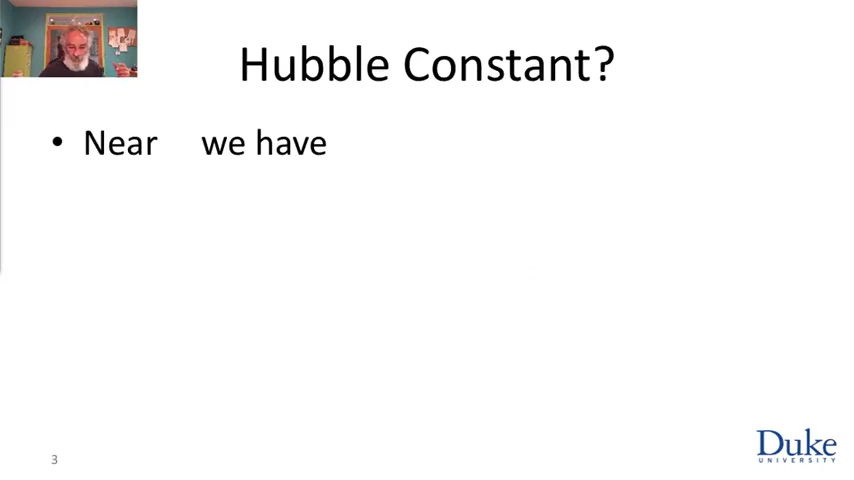 Hubble Constant?
• Near we have
3
Duke
UNIVERSITY